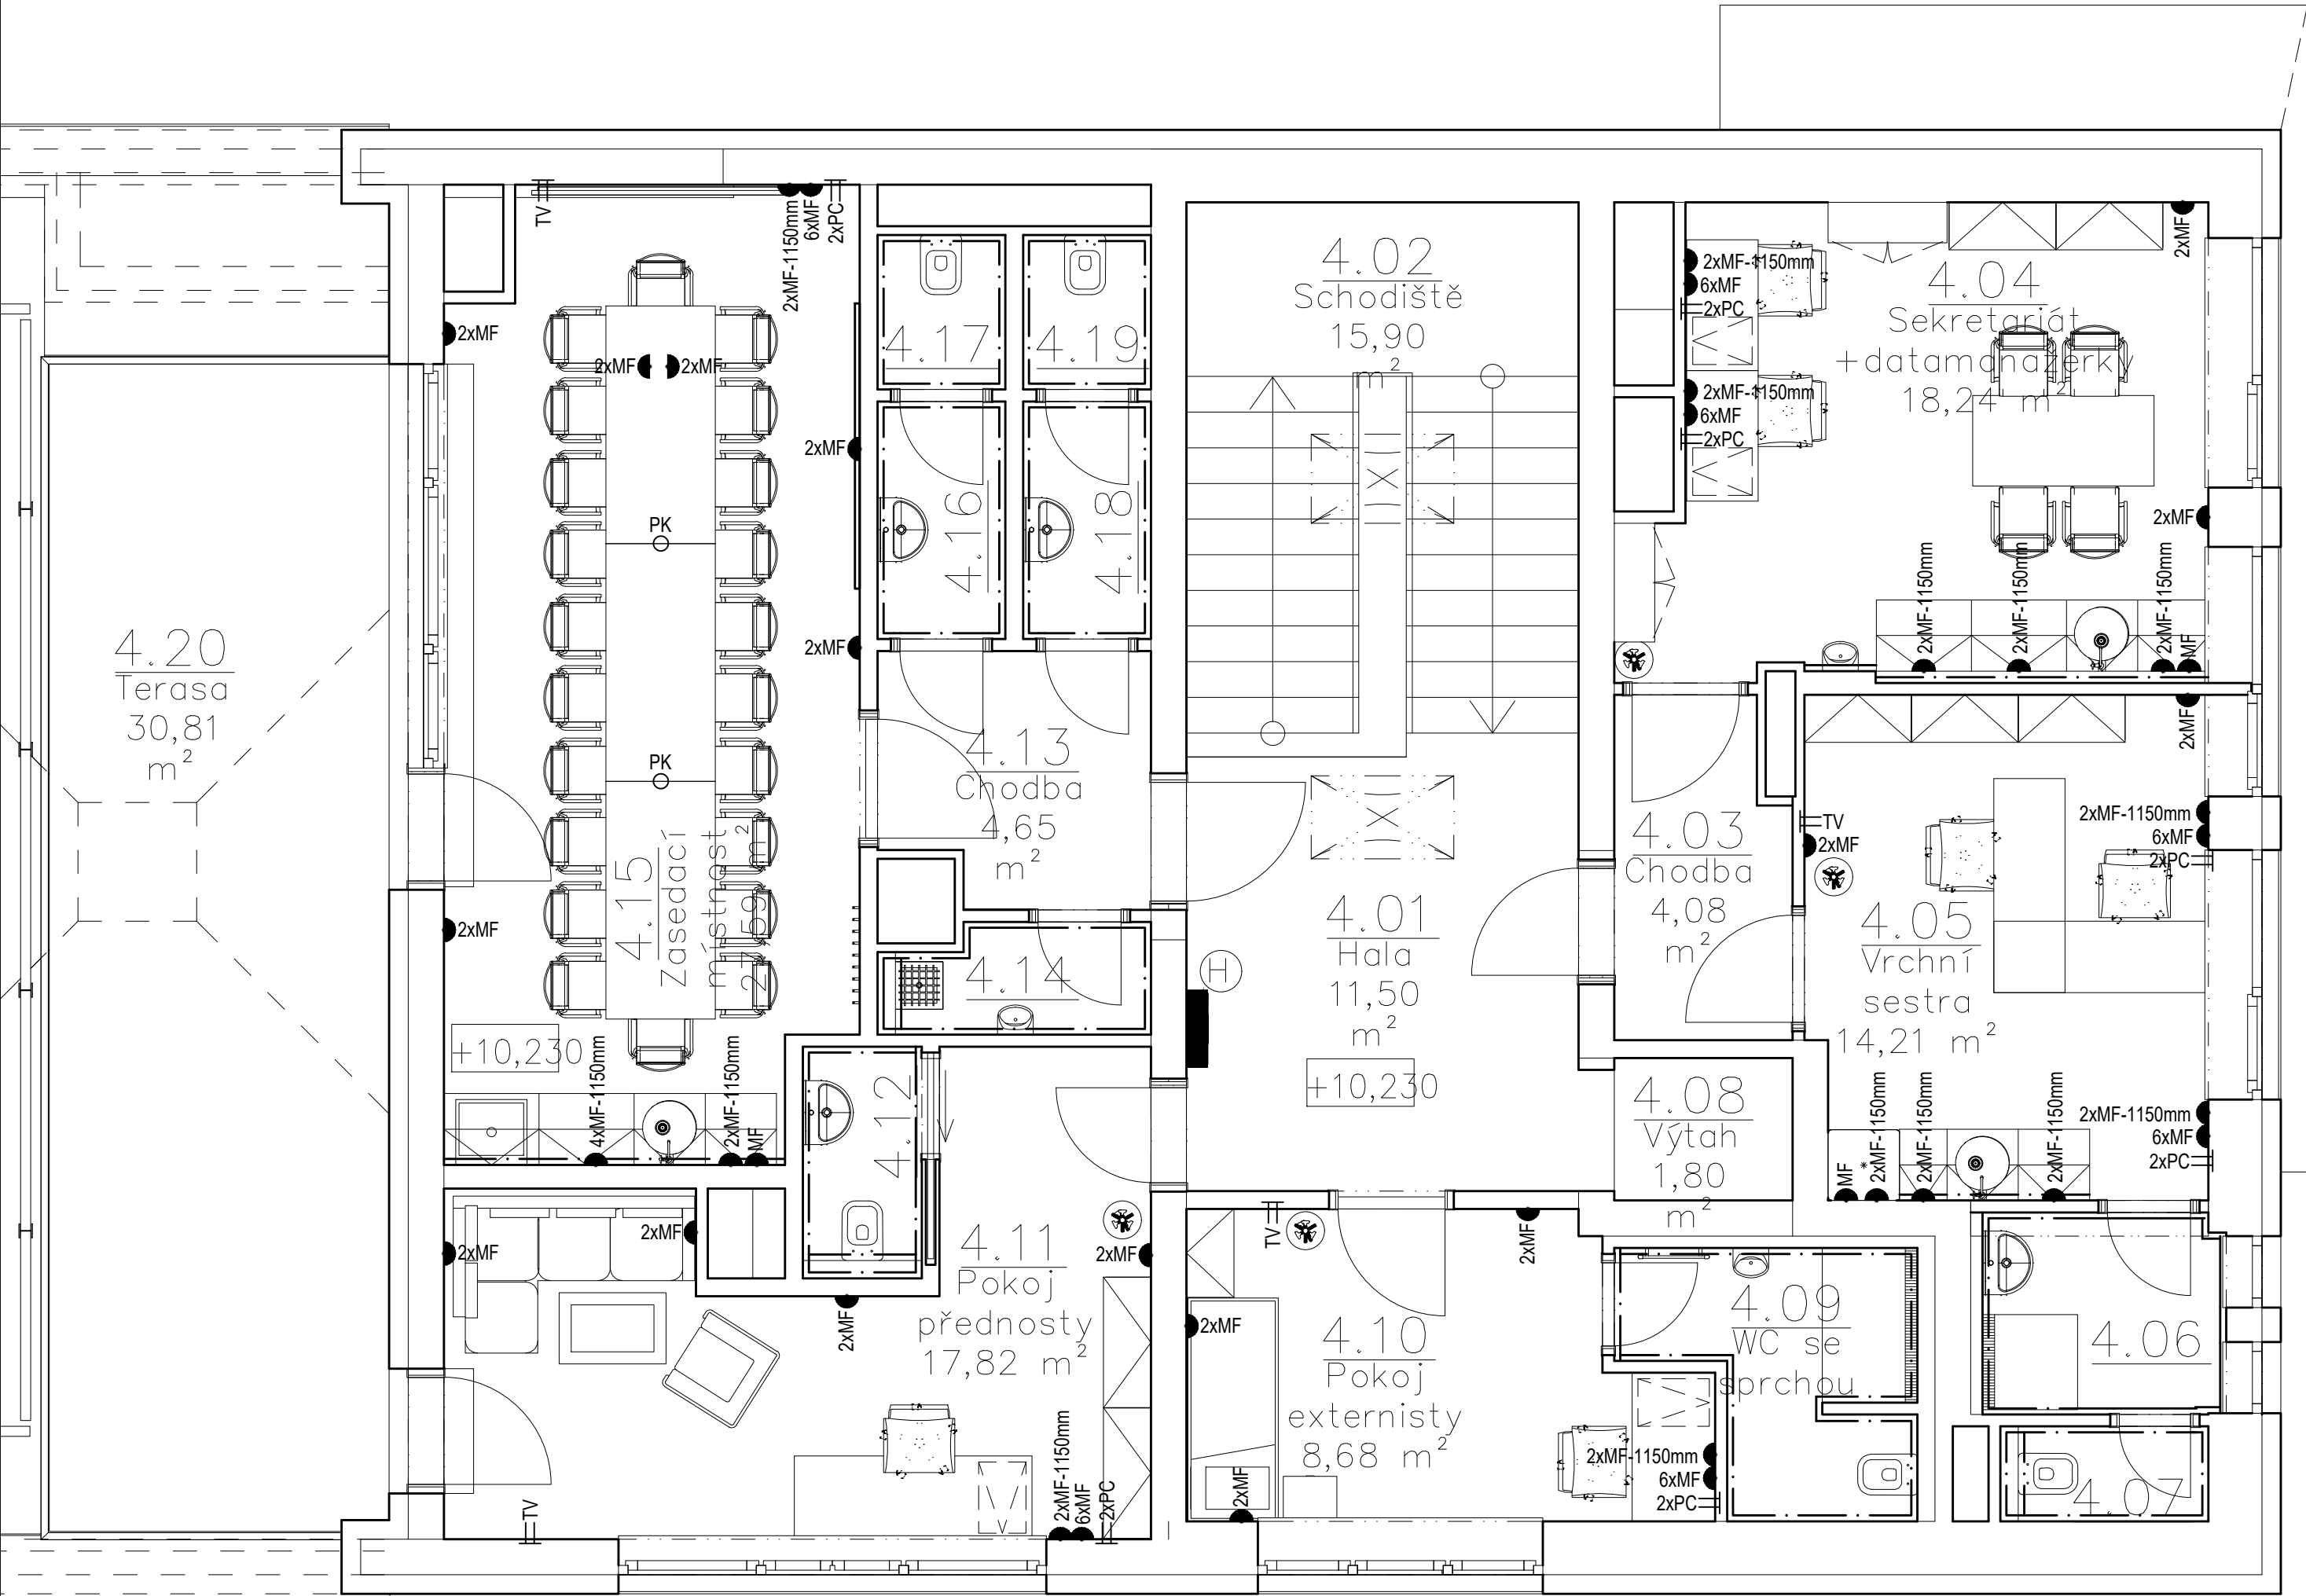 TV
2xMF-1150mm
6xMF
2xPC
2xMF
2xMF
2xMF
2xMF
2xMF
PK
PK
4.15
Zasedací
místnost
27,59 m²
2xMF
+10,230
4xMF-1150mm
2xMF-1150mm
MF
4.20
Terasa
30,81
m²
4.17
4.19
4.16
4.18
4.13
Chodba
4,65
m²
4.14
4.12
4.02
Schodiště
15,90
m²
4.01
Hala
11,50
m²
H
+10,230
2xMF-1150mm
6xMF
2xPC
2xMF-1150mm
6xMF
2xPC
4.04
Sekretariát
+datamanažerky
18,24 m²
2xMF
2xMF
2xMF-1150mm
2xMF-1150mm
2xMF-1150mm
MF
4.03
Chodba
4,08
m²
TV
2xMF
2xMF
2xMF-1150mm
6xMF
2xPC
4.05
Vrchní
sestra
14,21 m²
2xMF-1150mm
6xMF
2xPC
MF
*2xMF-1150mm
2xMF-1150mm
2xMF-1150mm
4.08
Výtah
1,80
m²
4.06
4.07
4.09
WC se
sprchou
TV
2xMF
2xMF
4.10
Pokoj
externisty
8,68 m²
2xMF
2xMF-1150mm
6xMF
2xPC
2xMF
2xMF
2xMF
2xMF
4.11
Pokoj
přednosty
17,82 m²
TV
2xMF-1150mm
6xMF
2xPC